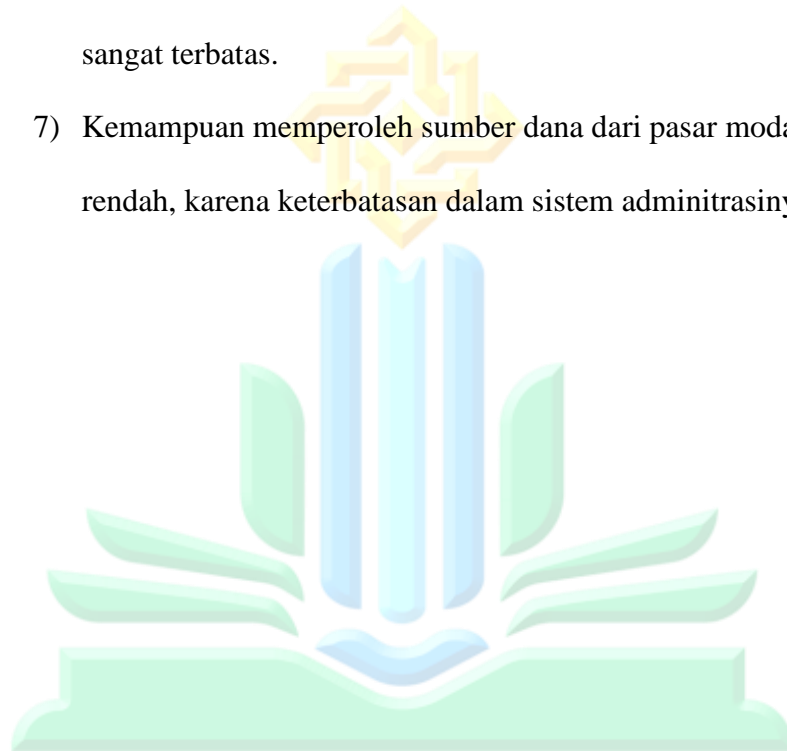 sangat terbatas.
7) Kemampuan memperoleh sumber dana dari pasar moda
rendah, karena keterbatasan dalam sistem adminitrasiny